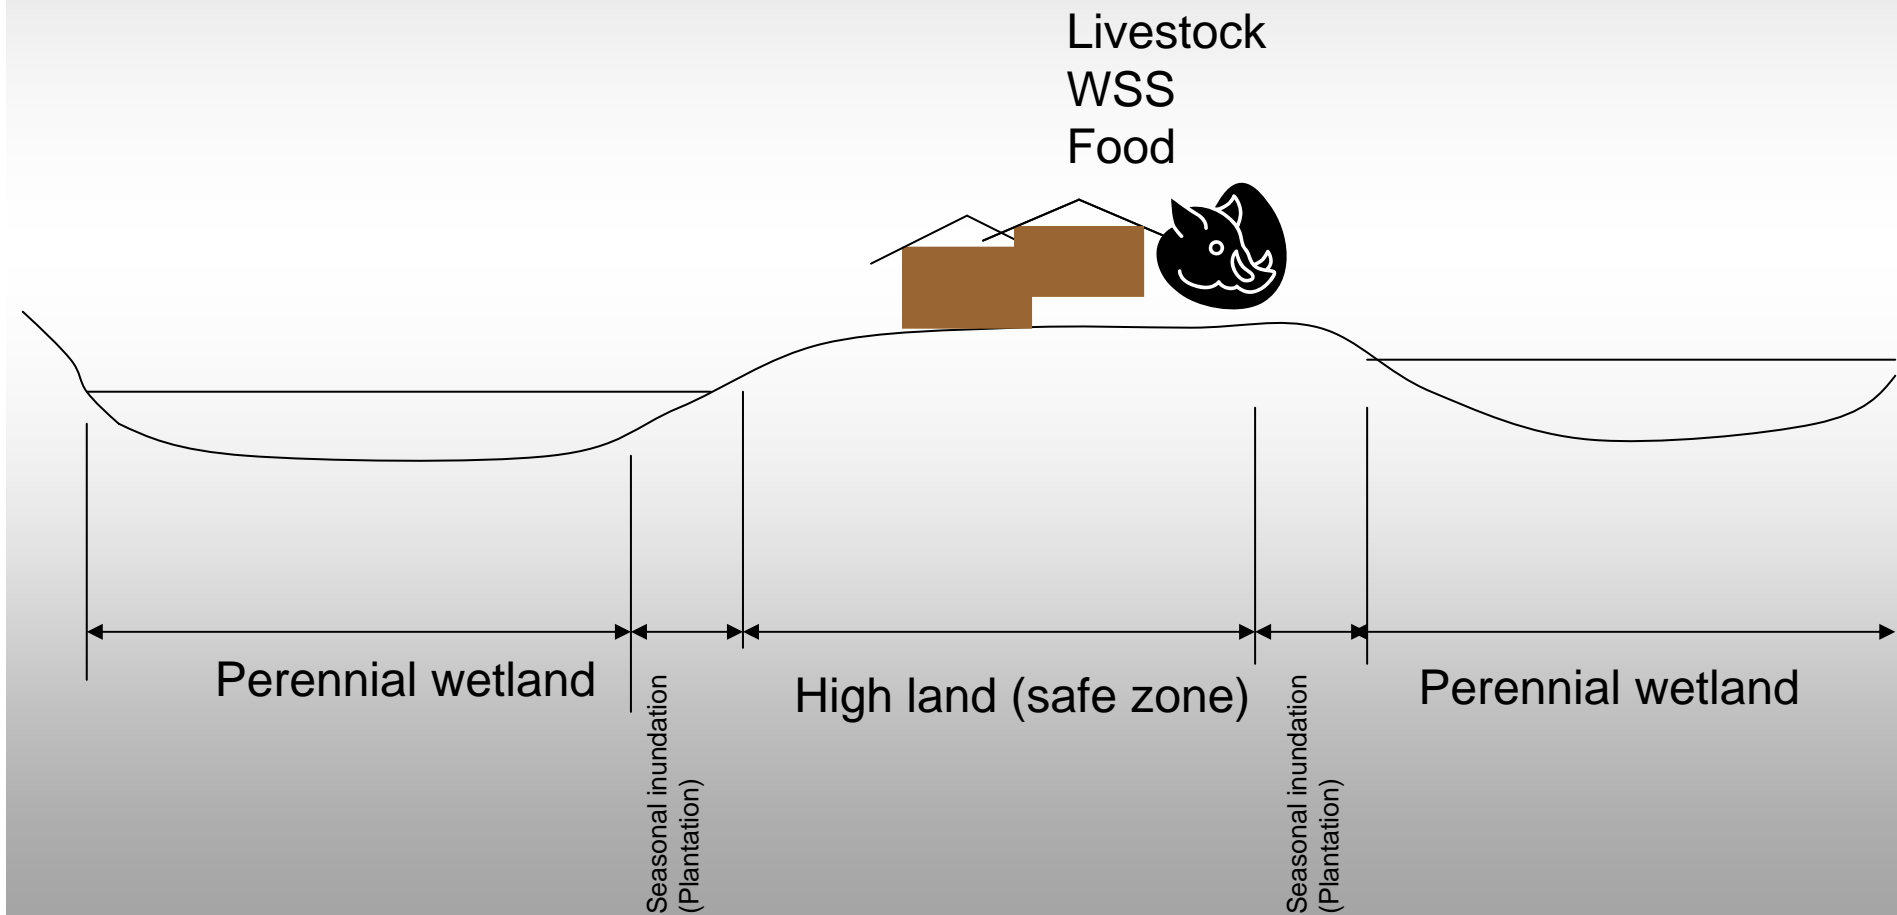 Livestock
WSS
Food
Perennial wetland
Seasonal inundation
(Plantation)
High land (safe zone)
Seasonal inundation
(Plantation)
Perennial wetland